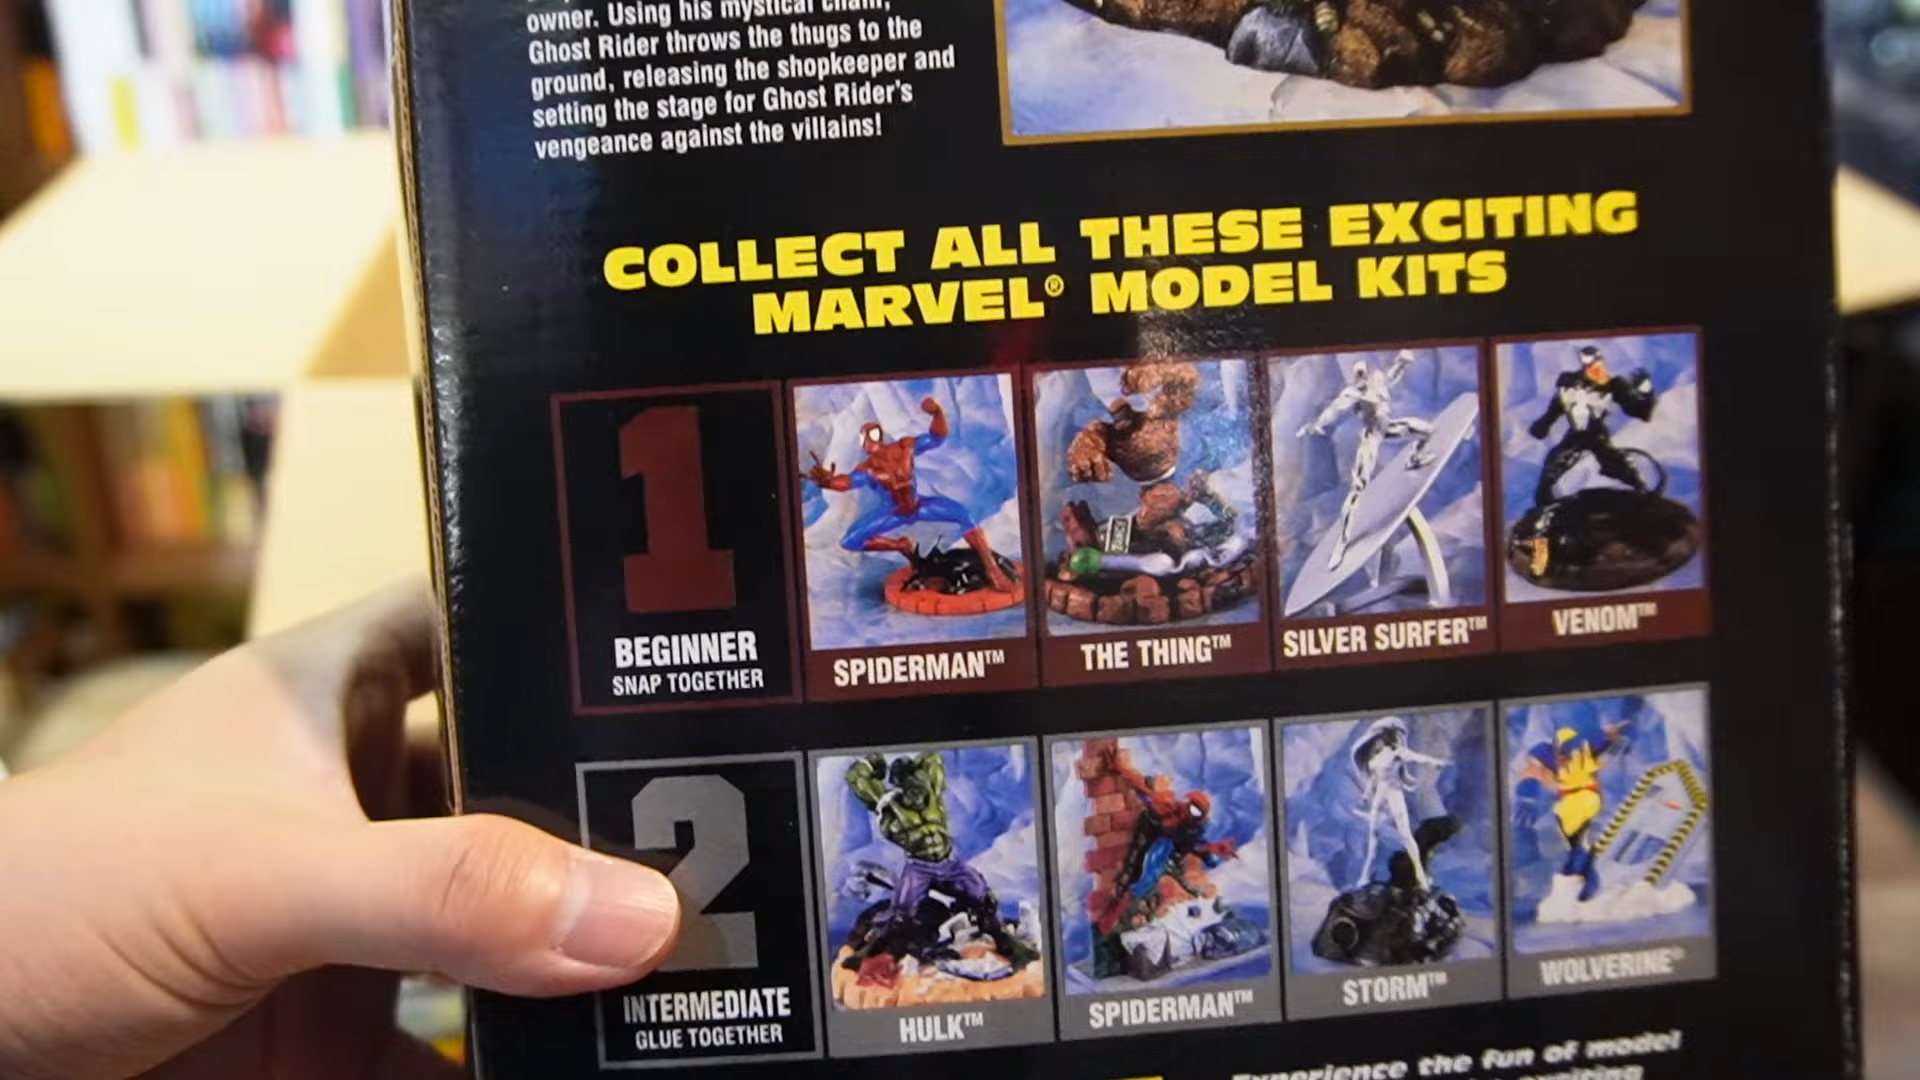 owner. Using his mystical chain,
Ghost Rider throws the thugs to the
ground, releasing the shopkeeper and
setting the stage for Ghost Rider's
vengeance against the villains!
COLLECT ALL THESE EXCITING
MARVEL® MODEL KITS
1
BEGINNER
SNAP TOGETHER
SPIDERMAN™
THE THING™
SILVER SURFER™
VENOM™
2
INTERMEDIATE
GLUE TOGETHER
HULK™
SPIDERMAN™
STORM™
WOLVERINE®
Experience the fun of model
exciting